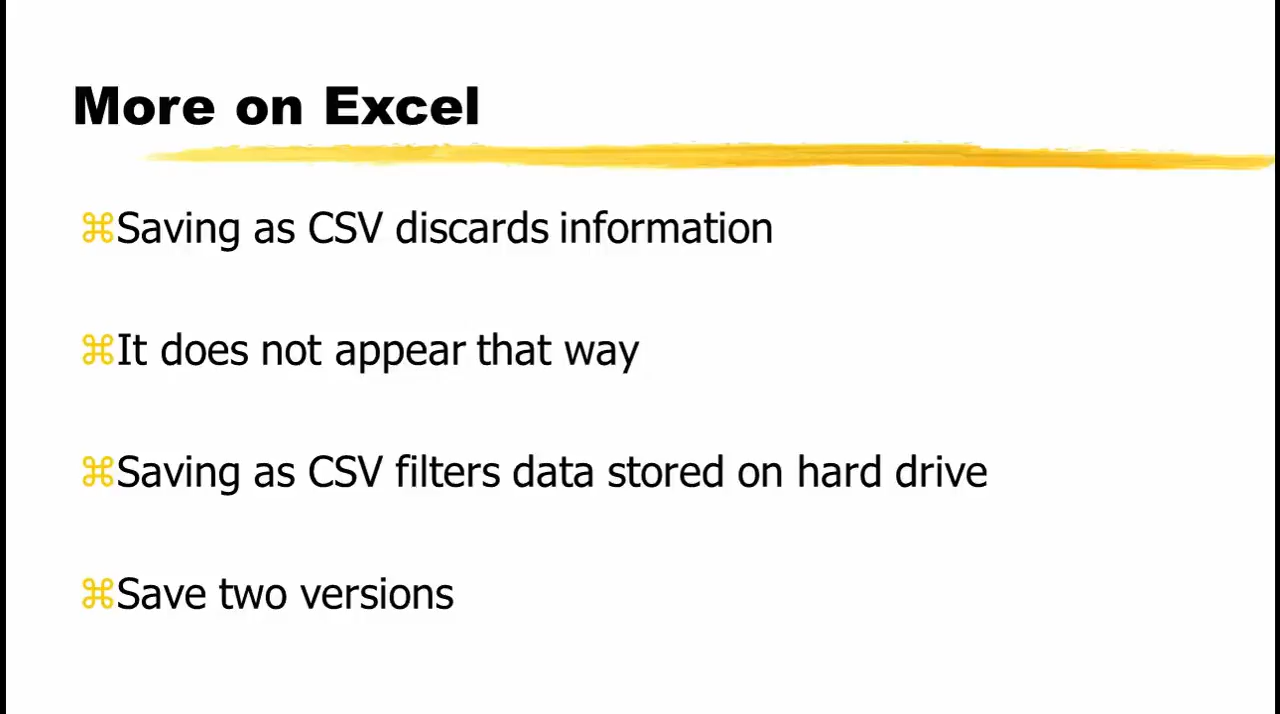 More on Excel
⌘Saving as CSV discards information
⌘It does not appear that way
⌘Saving as CSV filters data stored on hard drive
⌘Save two versions